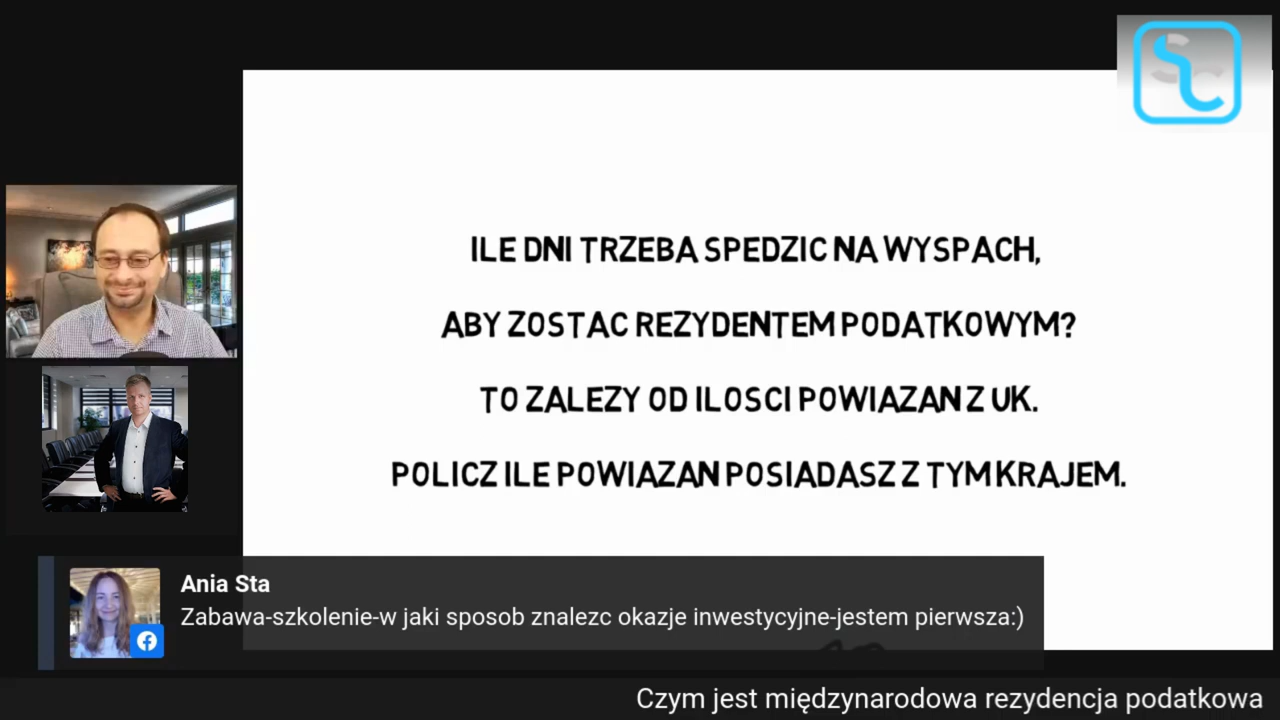 ILE DNI TRZEBA SPEDZIC NA WYSPACH,
ABY ZOSTAC REZYDENTEM PODATKOWYM?
TO ZALEZY OD ILOSCI POWIAZAN Z UK.
POLICZ ILE POWIAZAN POSIADASZ Z TYM KRAJEM.
Ania Sta
Zabawa-szkolenie-w jaki sposob znalezc okazje inwestycyjne-jestem pierwsza:)
Czym jest międzynarodowa rezydencja podatkowa